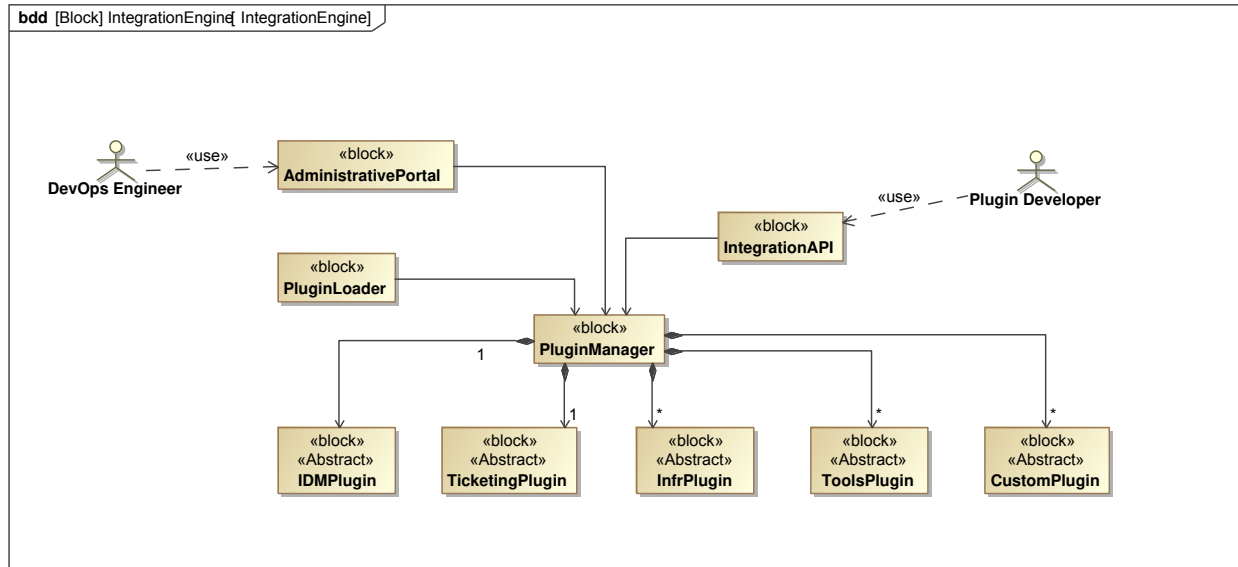 bdd [Block] IntegrationEngine[ IntegrationEngine]
«use»
DevOps Engineer
«block»
AdministrativePortal
«use»
Plugin Developer
«block»
IntegrationAPI
«block»
PluginLoader
«block»
PluginManager
1
1
*
*
*
«block»
«Abstract»
IDMPlugin
«block»
«Abstract»
TicketingPlugin
«block»
«Abstract»
InfrPlugin
«block»
«Abstract»
ToolsPlugin
«block»
«Abstract»
CustomPlugin